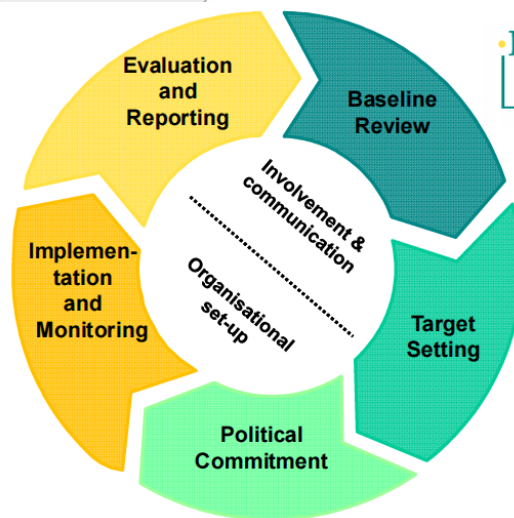 Evaluation
and
Reporting
Baseline
Review
Involvement &
communication
Implemen-
tation
and
Monitoring
Organisational
set-up
Target
Setting
Political
Commitment